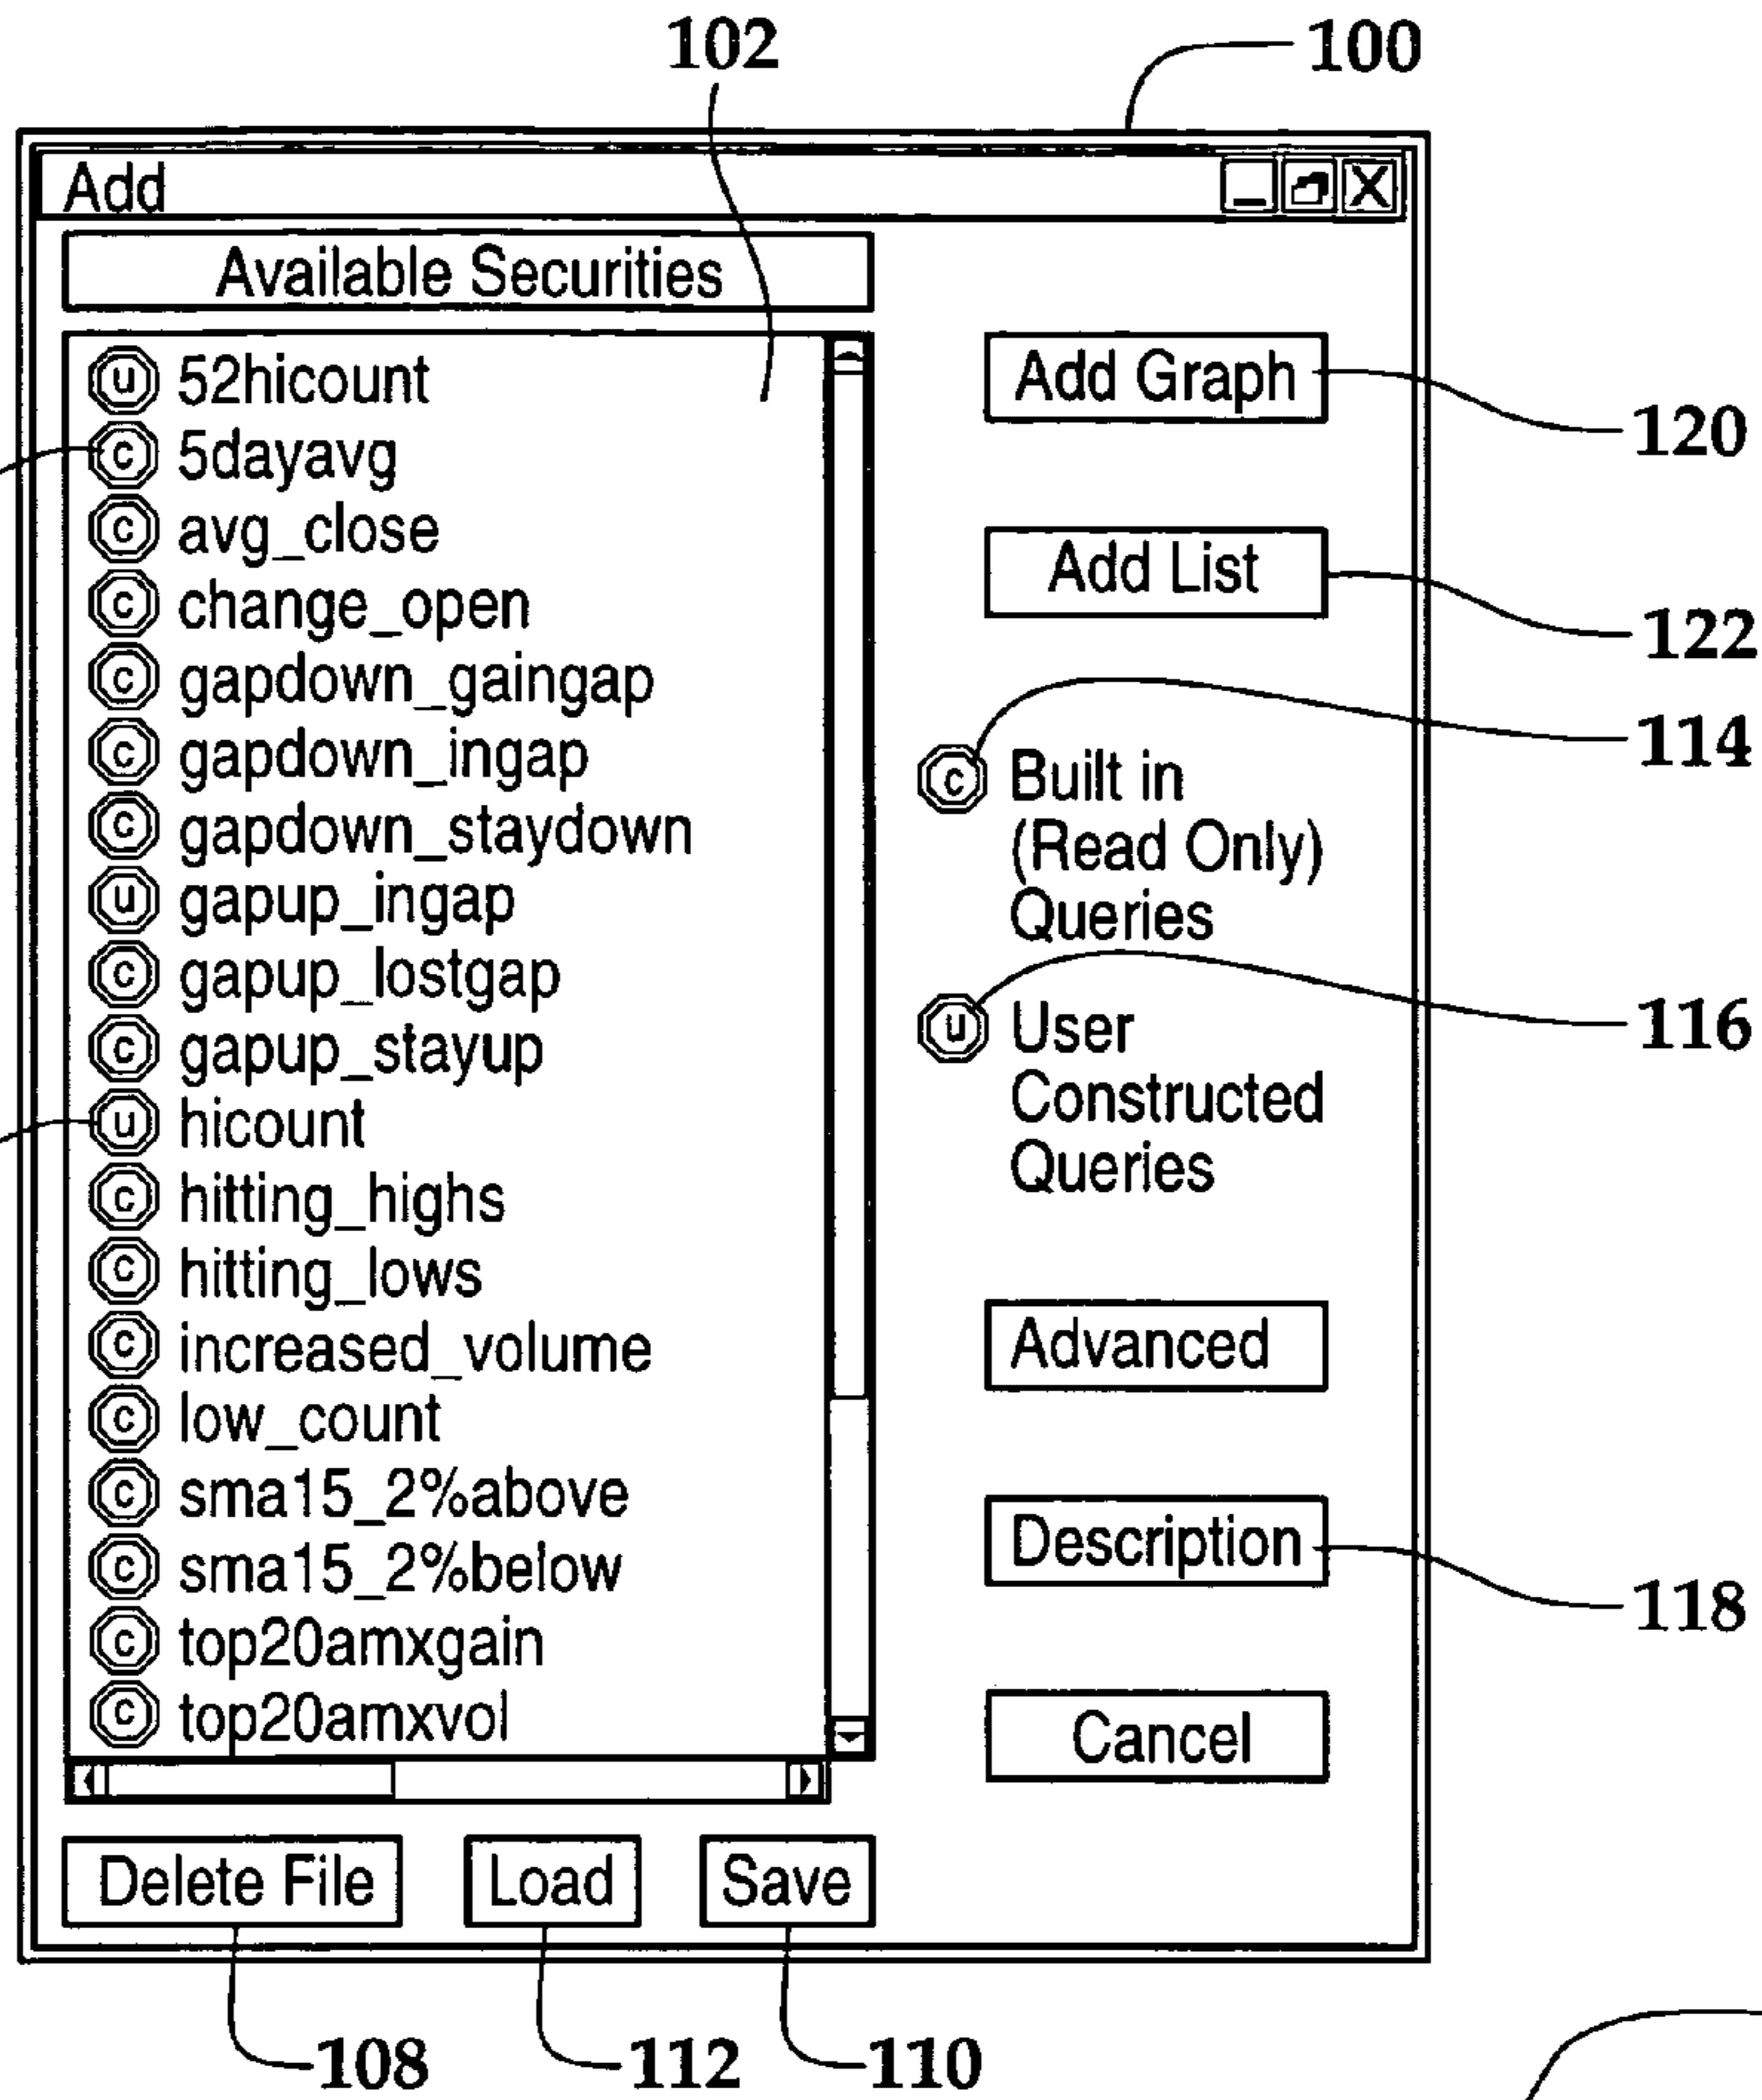 102
100
Add
X
Available Securities
u 52hicount
c 5dayavg
c avg_close
c change_open
c gapdown_gaingap
c gapdown_ingap
c gapdown_staydown
u gapup_ingap
c gapup_lostgap
c gapup_stayup
u hicount
c hitting_highs
c hitting_lows
c increased_volume
c low_count
c sma15_2%above
c sma15_2%below
c top20amxgain
c top20amxvol
Delete File
Load
Save
Add Graph
120
Add List
122
114
c Built in
(Read Only)
Queries
116
u User
Constructed
Queries
Advanced
Description
118
Cancel
108
112
110